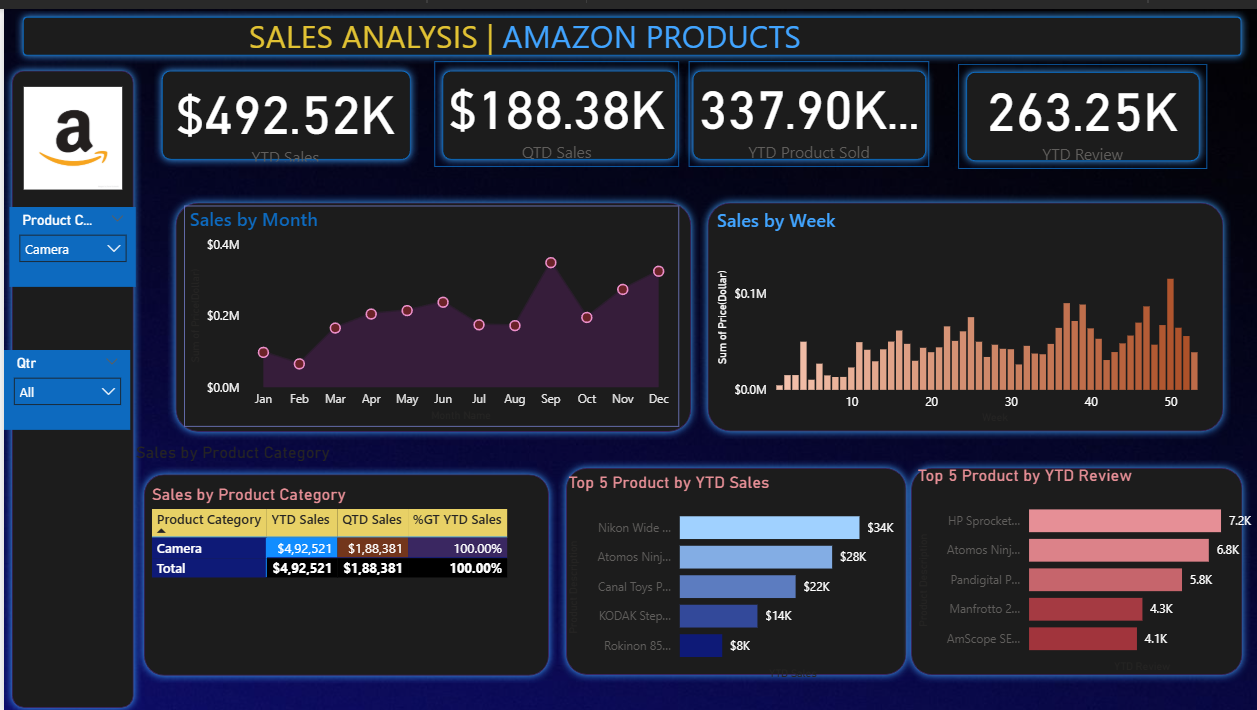 SALES ANALYSIS | AMAZON PRODUCTS
a
$492.52K
YTD Sales
$188.38K
QTD Sales
337.90K...
YTD Product Sold
263.25K
YTD Review
Product C...
Camera
Qtr
All
Sales by Month
$0.4M
$0.2M
$0.0M
Jan Feb Mar Apr May Jun Jul Aug Sep Oct Nov Dec
Month Name
Sales by Week
Sum of Price(Dollar)
$0.1M
$0.0M
10 20 30 40 50
Week
Sales by Product Category
Sales by Product Category
Product Category YTD Sales QTD Sales %GT YTD Sales
Camera $4,92,521 $1,88,381 100.00%
Total $4,92,521 $1,88,381 100.00%
Top 5 Product by YTD Sales
Nikon Wide ... $34K
Atomos Ninj... $28K
Canal Toys P... $22K
KODAK Step... $14K
Rokinon 85... $8K
YTD Sales
Top 5 Product by YTD Review
HP Sprocket... 7.2K
Atomos Ninj... 6.8K
Pandigital P... 5.8K
Manfrotto 2... 4.3K
AmScope SE... 4.1K
YTD Review